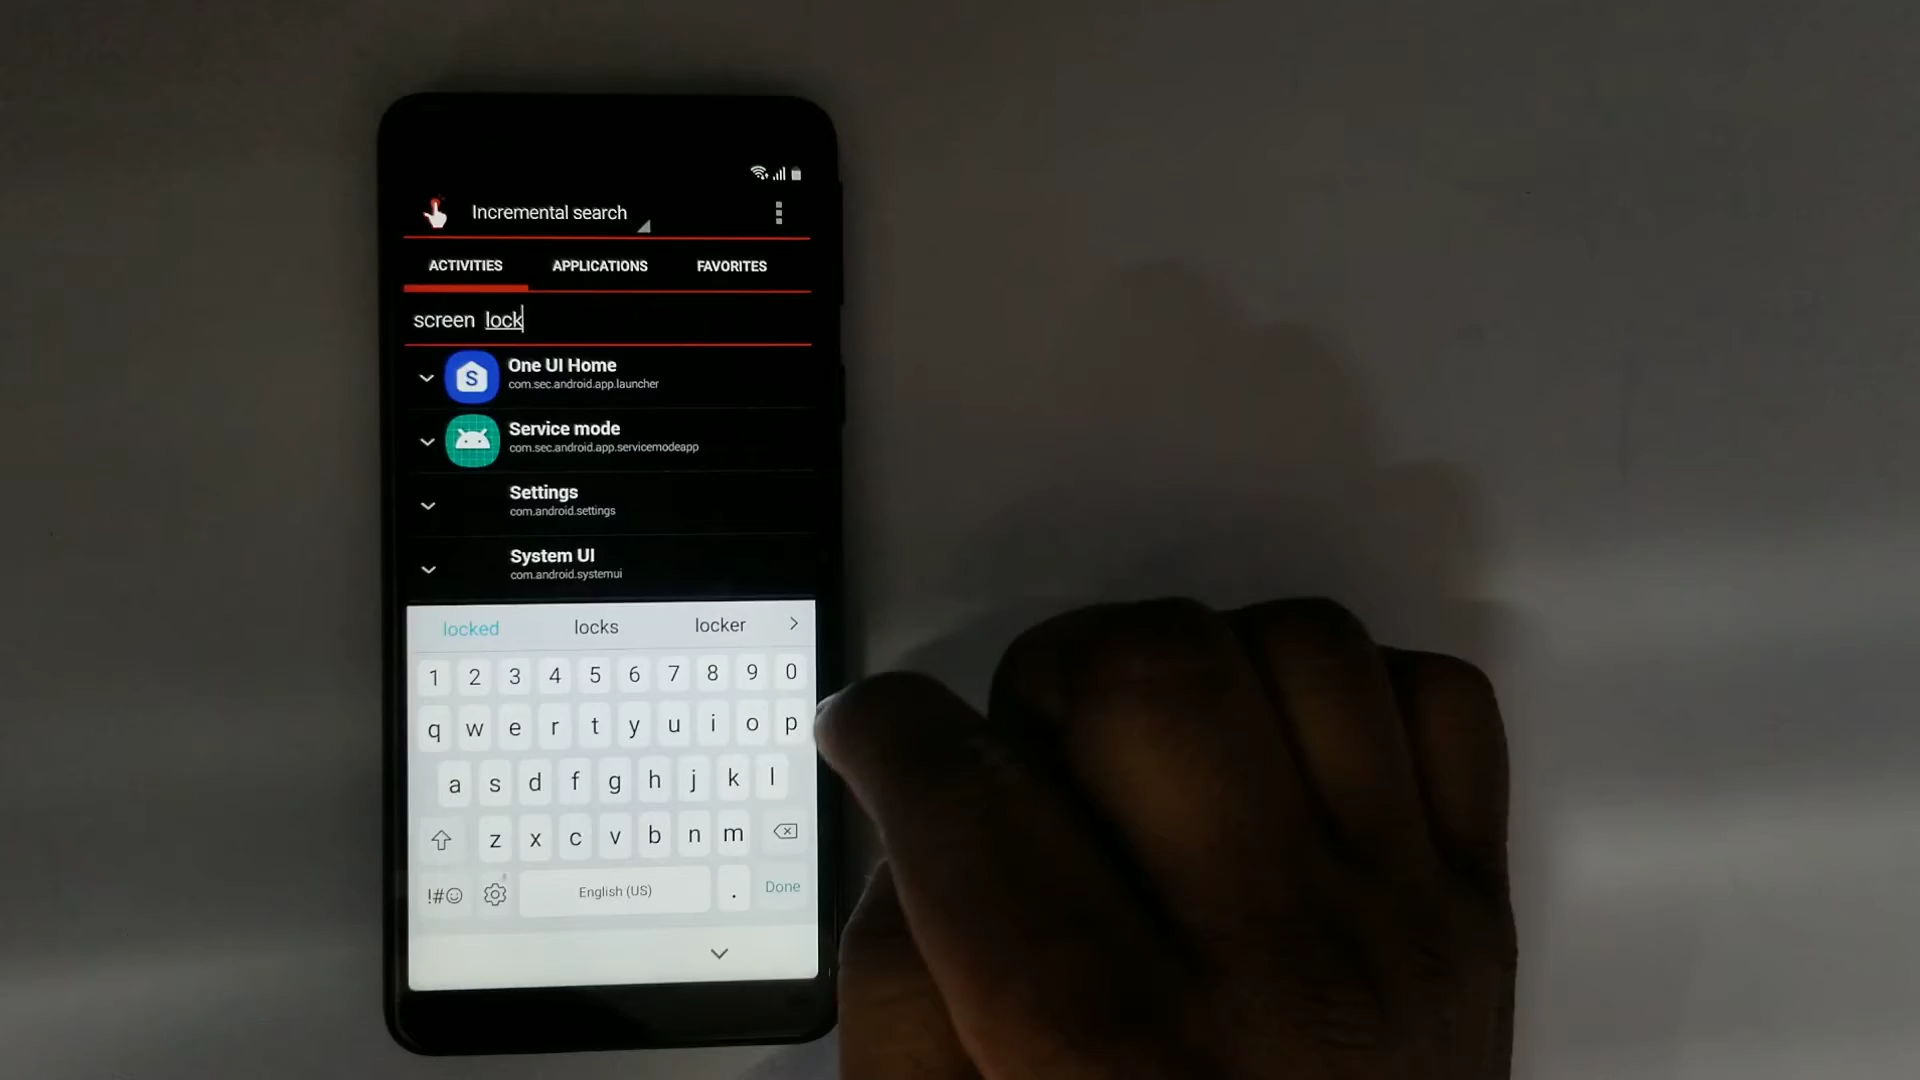 Incremental search
ACTIVITIES APPLICATIONS FAVORITES
screen lock
One UI Home
com.sec.android.app.launcher
Service mode
com.sec.android.app.servicemodeapp
Settings
com.android.settings
System UI
com.android.systemui
locked locks locker
1 2 3 4 5 6 7 8 9 0
q w e r t y u i o p
a s d f g h j k l
z x c v b n m
!#☺ English (US) . Done